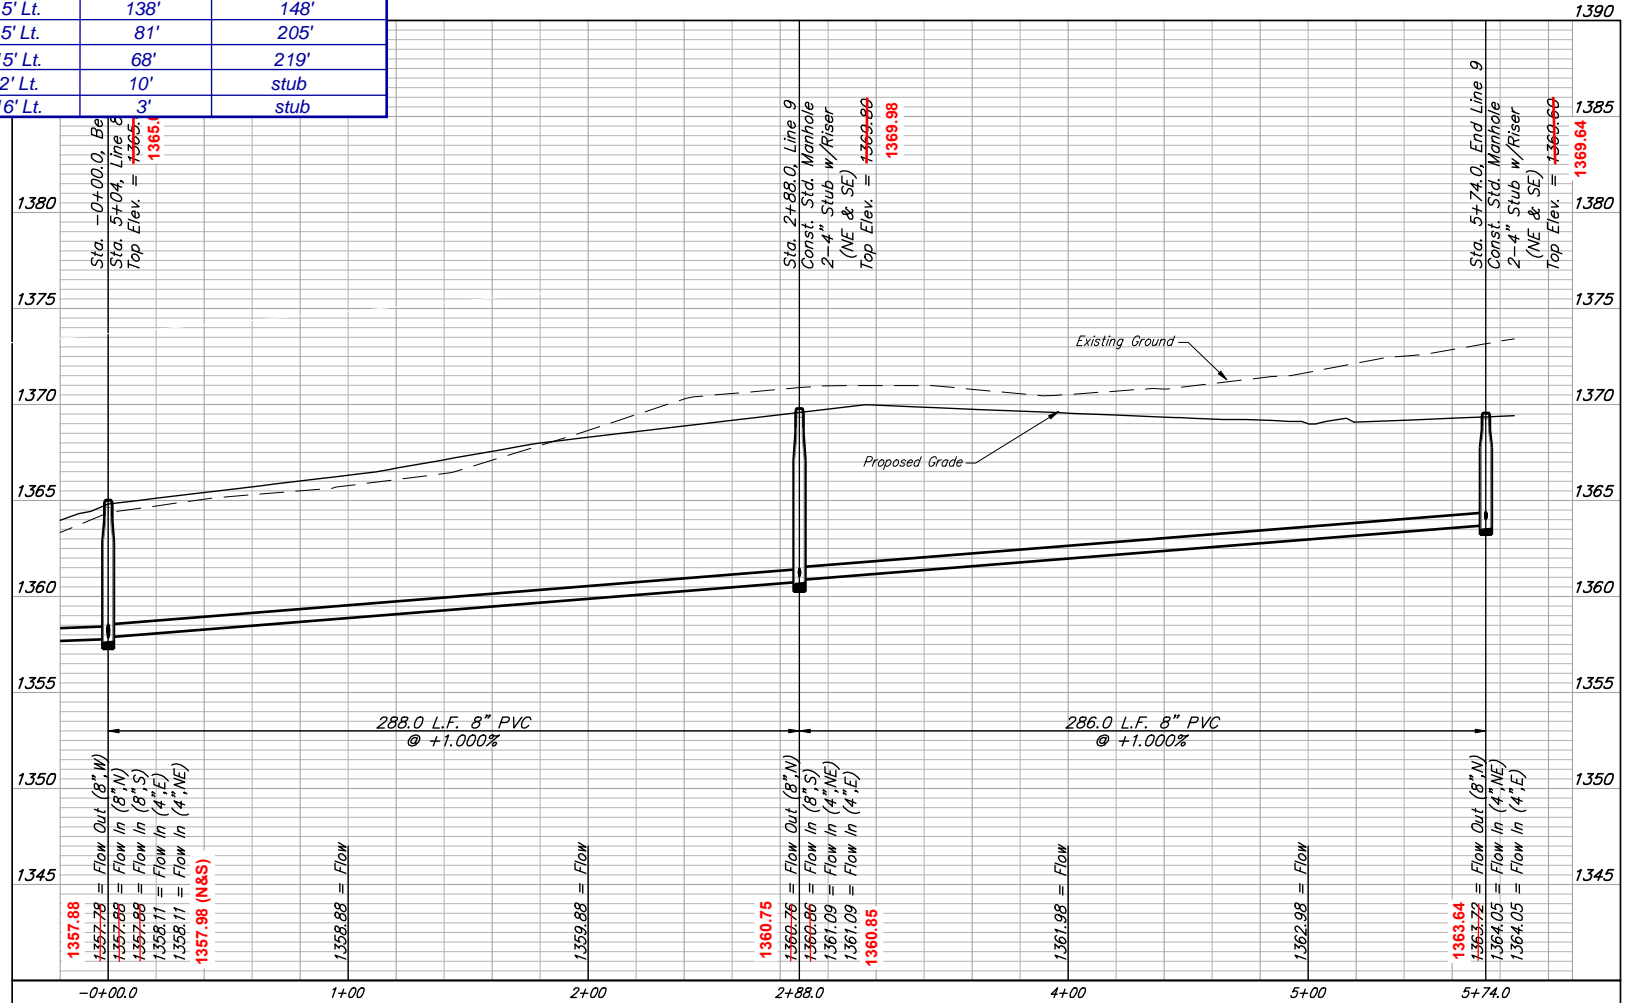 5' Lt. 138' 148'
5' Lt. 81' 205'
5' Lt. 68' 219'
2' Lt. 10' stub
16' Lt. 3' stub
1390
1385
1380 1380
1375 1375
1370 1370
1365 1365
1360 1360
1355 1355
1350 1350
1345 1345
Sta. -0+00.0, Be
Sta. 5+04, Line 8
Top Elev. = 1365.
1365.
Sta. 2+88.0, Line 9
Const. Std. Manhole
2-4" Stub w/Riser
(NE & SE)
Top Elev. = 1369.80
1369.98
Sta. 5+74.0, End Line 9
Const. Std. Manhole
2-4" Stub w/Riser
(NE & SE)
Top Elev. = 1369.60
1369.64
Existing Ground
Proposed Grade
288.0 L.F. 8" PVC
@ +1.000%
286.0 L.F. 8" PVC
@ +1.000%
1357.88
1357.78 = Flow Out (8",W)
1357.88 = Flow In (8",N)
1357.88 = Flow In (8",S)
1358.11 = Flow In (4",E)
1358.11 = Flow In (4",NE)
1357.98 (N&S)
1358.88 = Flow
1359.88 = Flow
1360.75
1360.76 = Flow Out (8",N)
1360.86 = Flow In (8",S)
1361.09 = Flow In (4",NE)
1361.09 = Flow In (4",E)
1360.85
1361.98 = Flow
1362.98 = Flow
1363.64
1363.72 = Flow Out (8",N)
1364.05 = Flow In (4",NE)
1364.05 = Flow In (4",E)
-0+00.0 1+00 2+00 2+88.0 4+00 5+00 5+74.0